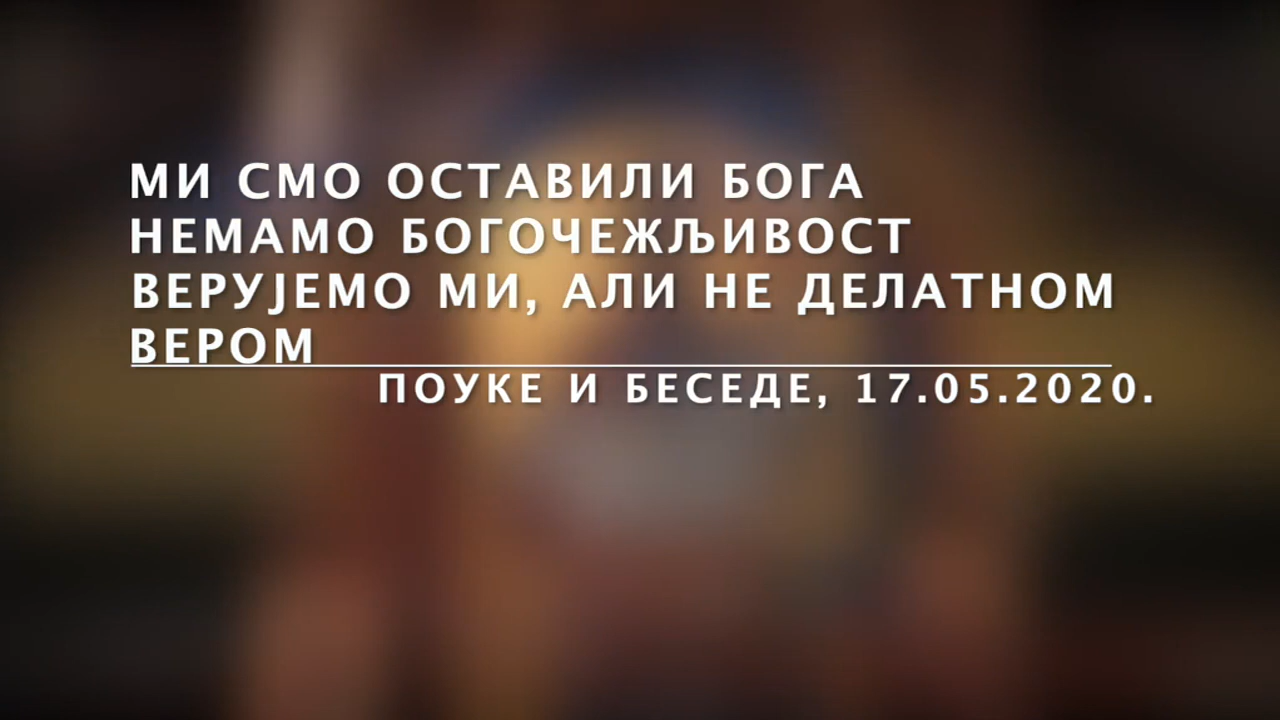 МИ СМО ОСТАВИЛИ БОГА
НЕМАМО БОГОЧЕЖЉИВОСТ
ВЕРУЈЕМО МИ, АЛИ НЕ ДЕЛАТНОМ
ВЕРОМ
ПОУКЕ И БЕСЕДЕ, 17.05.2020.